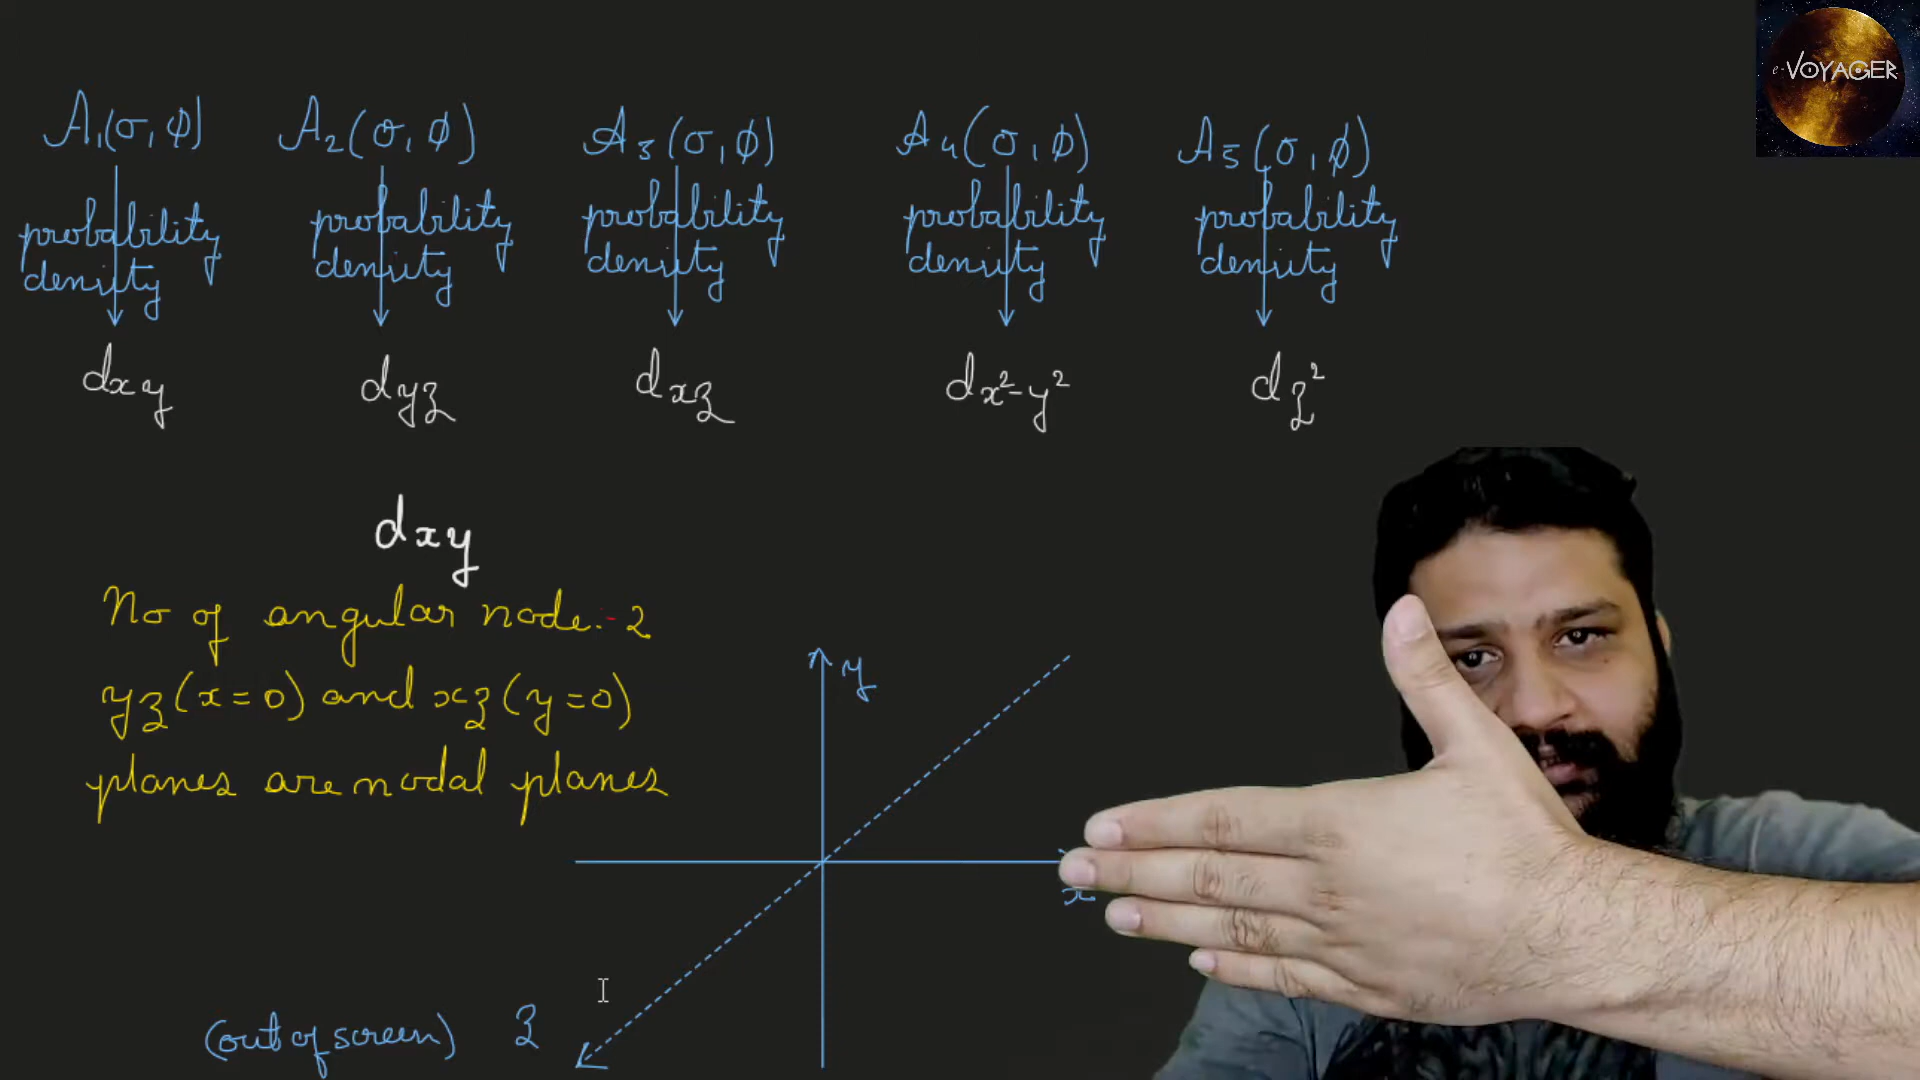 e-VOYAGER
A₁(σ, ϕ) A₂(σ, ϕ) A₃(σ, ϕ) A₄(σ, ϕ) A₅(σ, ϕ)
probability probability probability probability probability
density density density density density
dxy dyz dxz dx²-y² dz²
dxy
No of angular node:- 2
yz(x=0) and xz(y=0)
planes are nodal planes
y
x
(out of screen) z